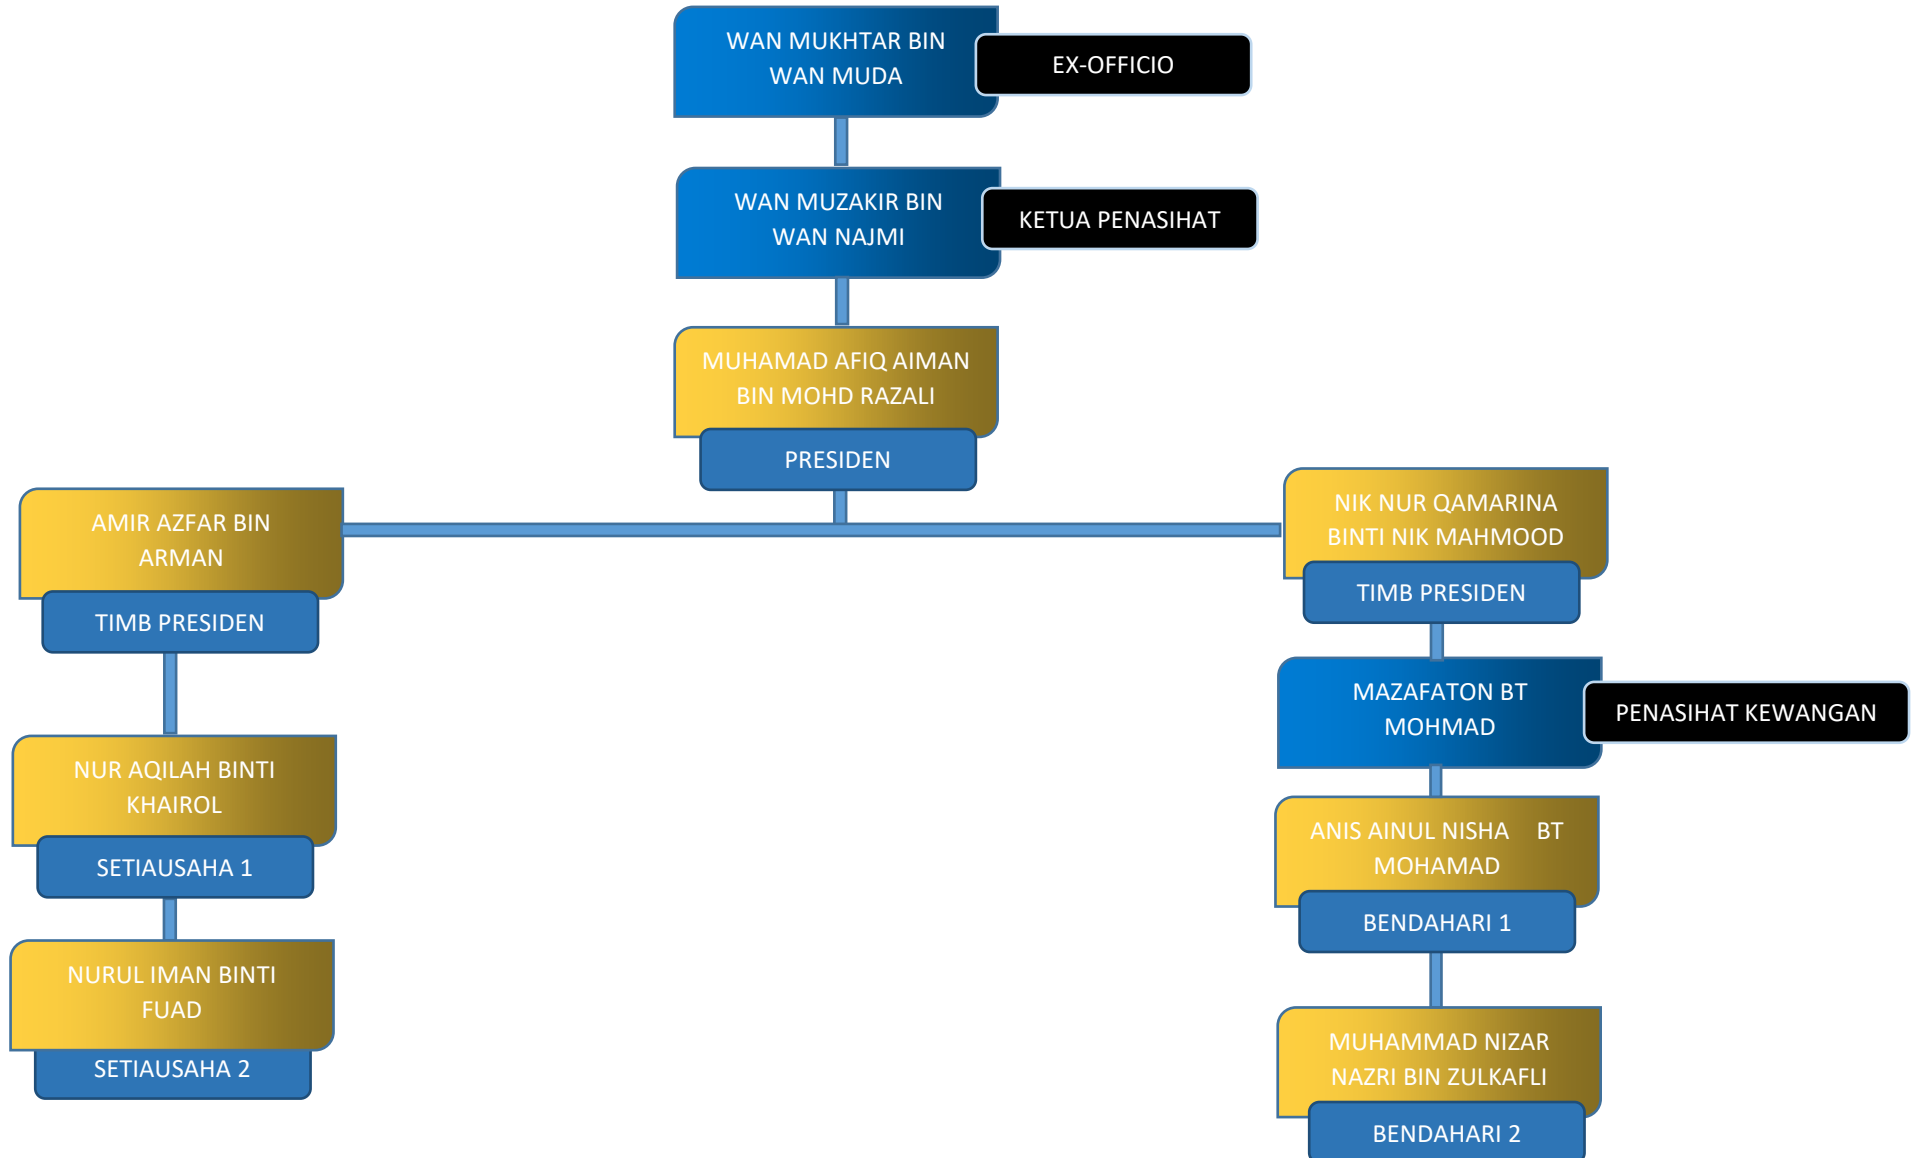 WAN MUKHTAR BIN
WAN MUDA
EX-OFFICIO
WAN MUZAKIR BIN
WAN NAJMI
KETUA PENASIHAT
MUHAMAD AFIQ AIMAN
BIN MOHD RAZALI
PRESIDEN
AMIR AZFAR BIN
ARMAN
TIMB PRESIDEN
NUR AQILAH BINTI
KHAIROL
SETIAUSAHA 1
NURUL IMAN BINTI
FUAD
SETIAUSAHA 2
NIK NUR QAMARINA
BINTI NIK MAHMOOD
TIMB PRESIDEN
MAZAFATON BT
MOHMAD
PENASIHAT KEWANGAN
ANIS AINUL NISHA BT
MOHAMAD
BENDAHARI 1
MUHAMMAD NIZAR
NAZRI BIN ZULKAFLI
BENDAHARI 2